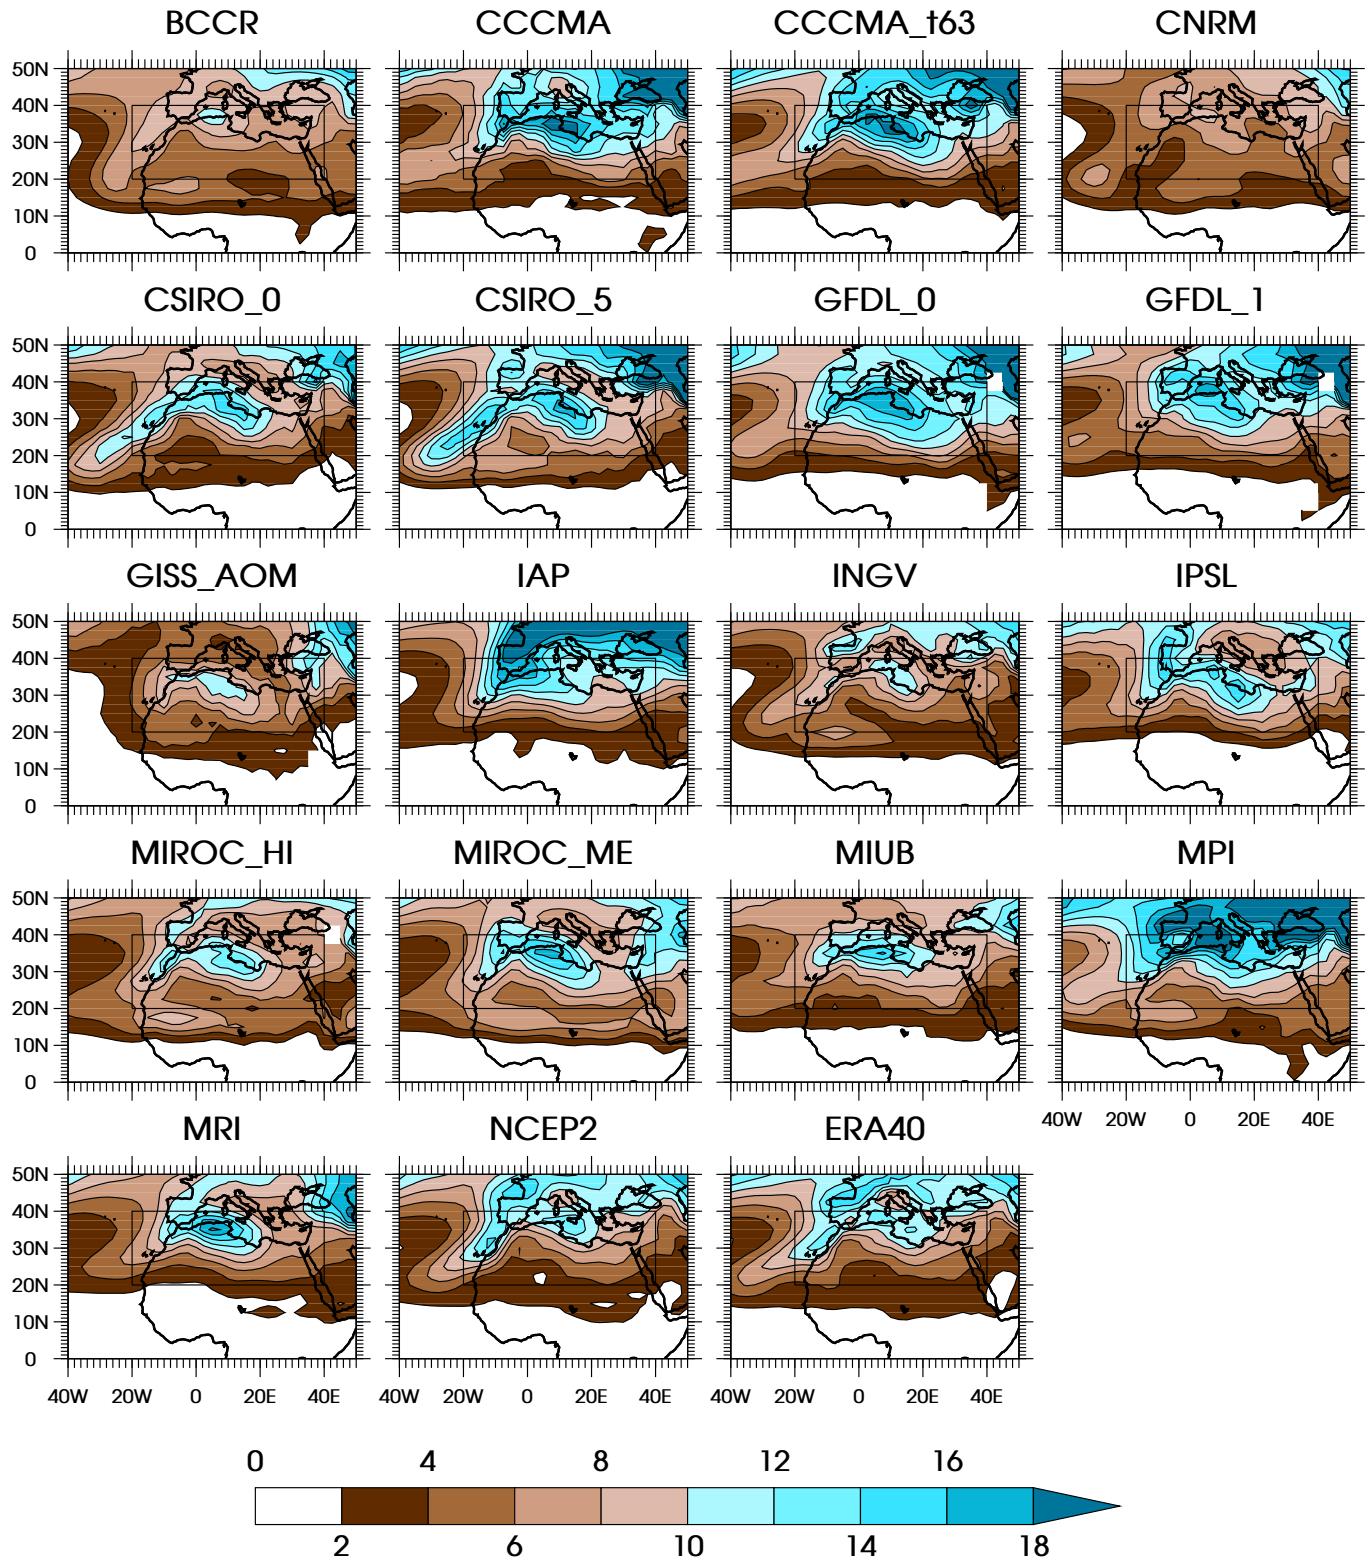 BCCR CCCMA CCCMA_t63 CNRM
50N
40N
30N
20N
10N
0
CSIRO_0 CSIRO_5 GFDL_0 GFDL_1
50N
40N
30N
20N
10N
0
GISS_AOM IAP INGV IPSL
50N
40N
30N
20N
10N
0
MIROC_HI MIROC_ME MIUB MPI
50N
40N
30N
20N
10N
0
40W 20W 0 20E 40E
MRI NCEP2 ERA40
50N
40N
30N
20N
10N
0
40W 20W 0 20E 40E 40W 20W 0 20E 40E 40W 20W 0 20E 40E
0 4 8 12 16
2 6 10 14 18